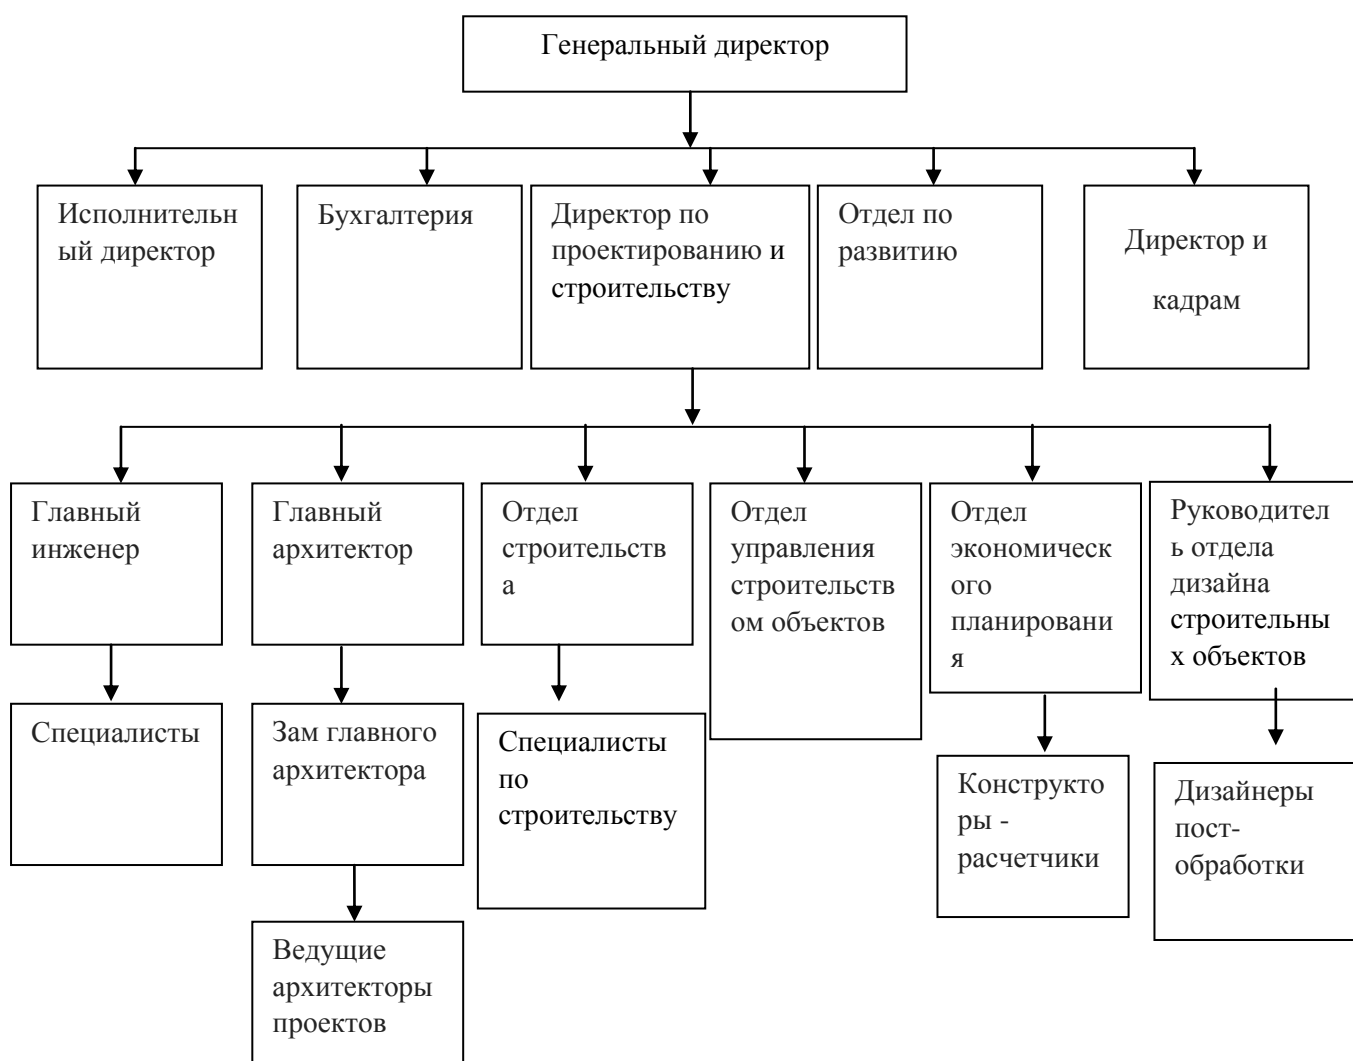 Генеральный директор
Исполнительн
ый директор
Бухгалтерия
Директор по
проектированию и
строительству
Отдел по
развитию
Директор и
кадрам
Главный
инженер
Главный
архитектор
Отдел
строительств
а
Отдел
управления
строительств
ом объектов
Отдел
экономическ
ого
планировани
я
Руководител
ь отдела
дизайна
строительны
х объектов
Специалисты
Зам главного
архитектора
Специалисты
по
строительству
Конструкто
ры -
расчетчики
Дизайнеры
пост-
обработки
Ведущие
архитекторы
проектов